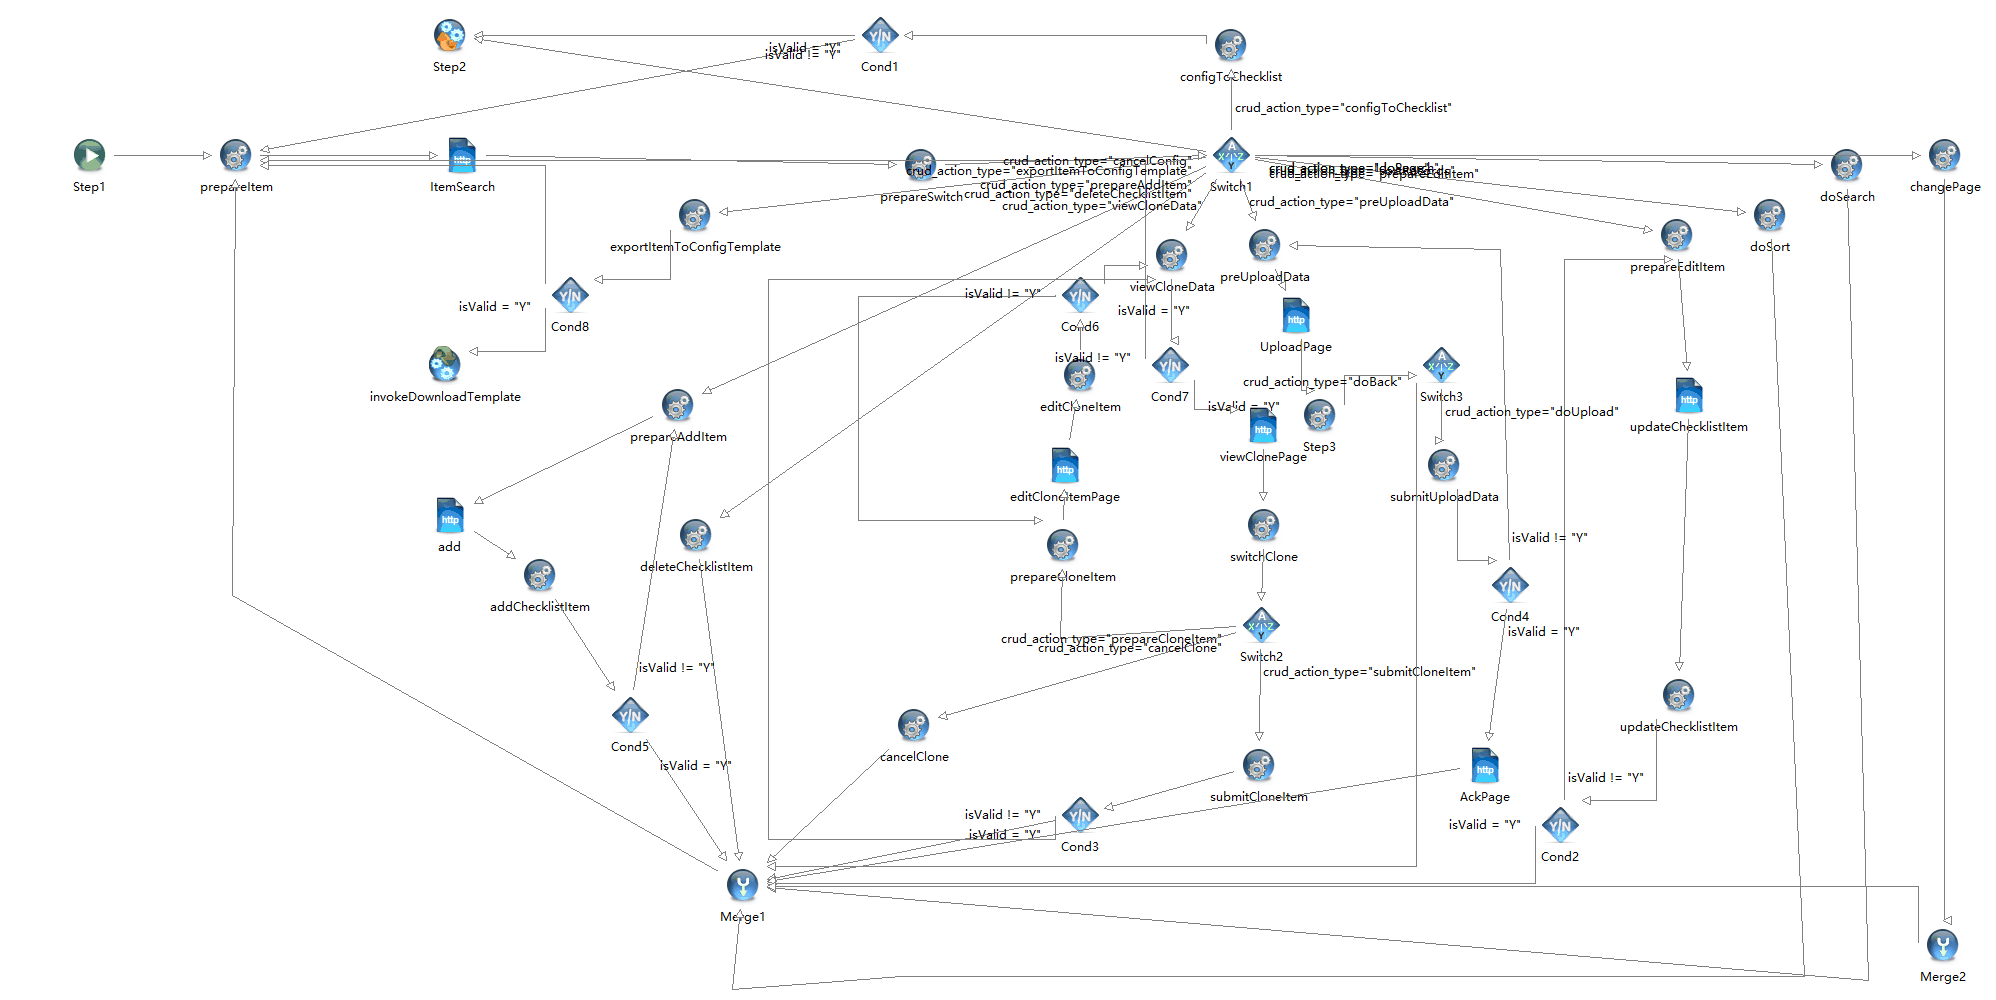 Step2
isValid = "Y"
isValid != "Y"
Cond1
configToChecklist
crud_action_type="configToChecklist"
Step1
prepareItem
ItemSearch
prepareSwitch
crud_action_type="cancelConfig"
crud_action_type="exportItemToConfigTemplate"
crud_action_type="prepareAddItem"
crud_action_type="deleteChecklistItem"
crud_action_type="viewCloneData"
Switch1
crud_action_type="prepareEditItem"
crud_action_type="preUploadData"
doSearch
changePage
exportItemToConfigTemplate
doSort
prepareEditItem
viewCloneData
preUploadData
isValid != "Y"
isValid = "Y"
isValid = "Y"
Cond8
Cond6
UploadPage
isValid != "Y"
invokeDownloadTemplate
Cond7
crud_action_type="doBack"
Switch3
editCloneItem
isValid = "Y"
crud_action_type="doUpload"
prepareAddItem
Step3
updateChecklistItem
viewClonePage
editCloneItemPage
submitUploadData
add
isValid != "Y"
switchClone
deleteChecklistItem
prepareCloneItem
addChecklistItem
Cond4
isValid = "Y"
crud_action_type="prepareCloneItem"
crud_action_type="cancelClone"
Switch2
isValid != "Y"
crud_action_type="submitCloneItem"
updateChecklistItem
Cond5
cancelClone
isValid = "Y"
isValid != "Y"
submitCloneItem
AckPage
isValid != "Y"
isValid = "Y"
isValid = "Y"
Cond3
Cond2
Merge1
Merge2